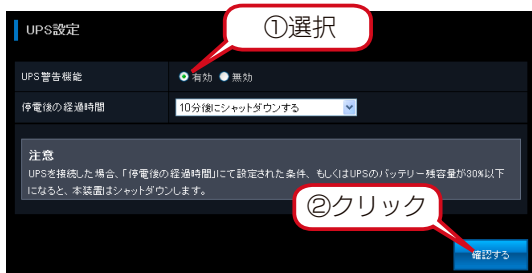 UPS設定
①選択
UPS警告機能
有効 無効
停電後の経過時間
10分後にシャットダウンする
注意
UPSを接続した場合、「停電後の経過時間」にて設定された条件、もしくはUPSのバッテリー残容量が30%以下
になると、本装置はシャットダウンします。
②クリック
確認する